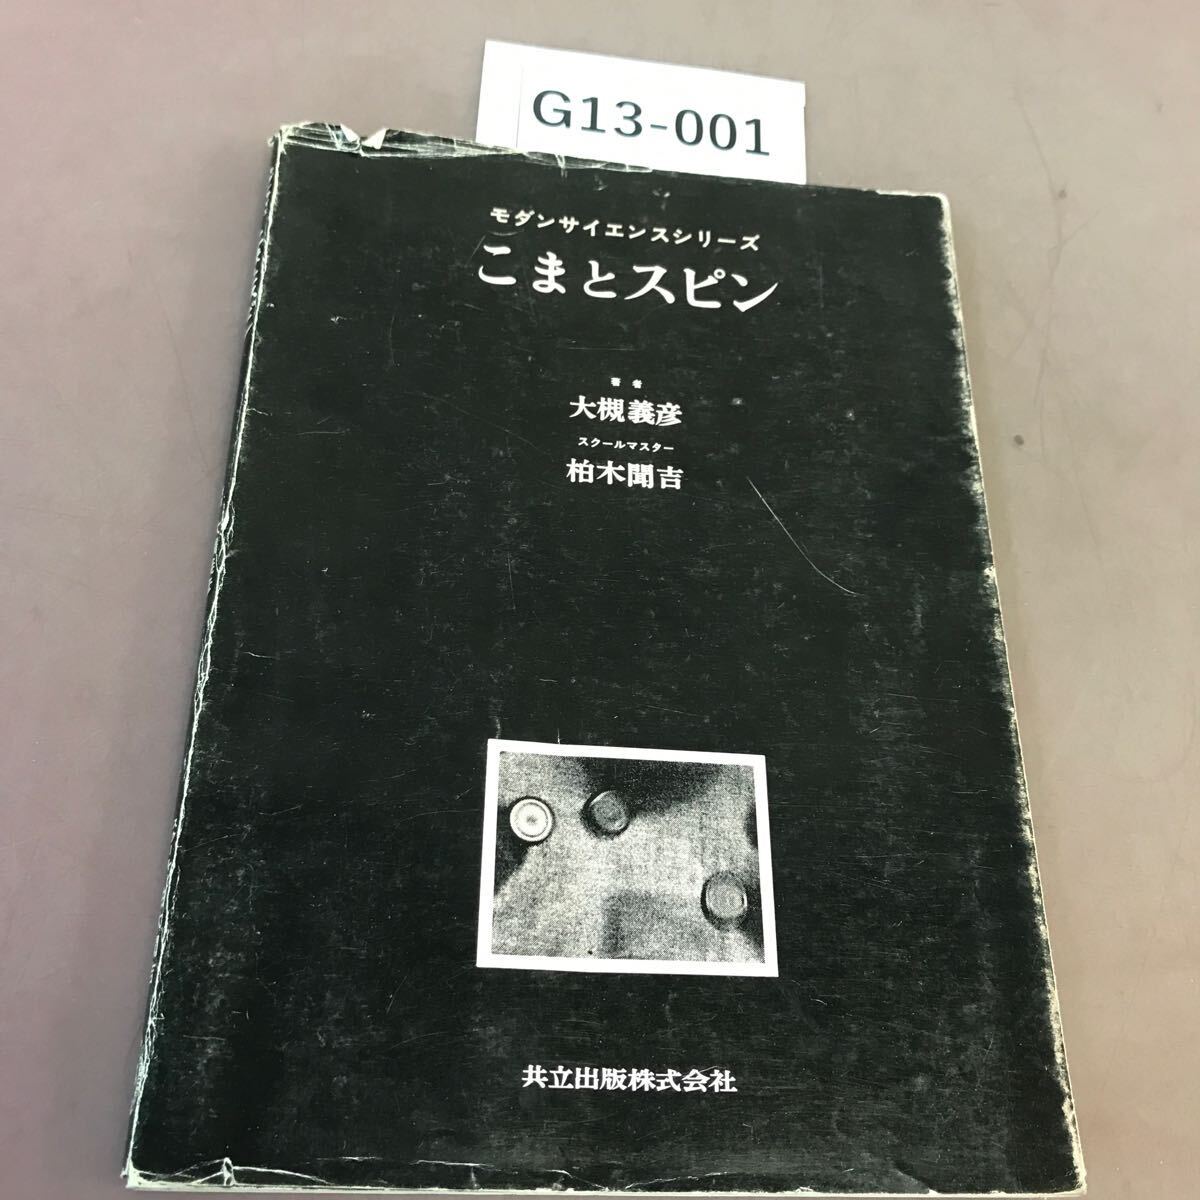 G13-001
モダンサイエンスシリーズ
こまとスピン
著者
大槻義彦
スクールマスター
柏木聞吉
共立出版株式会社